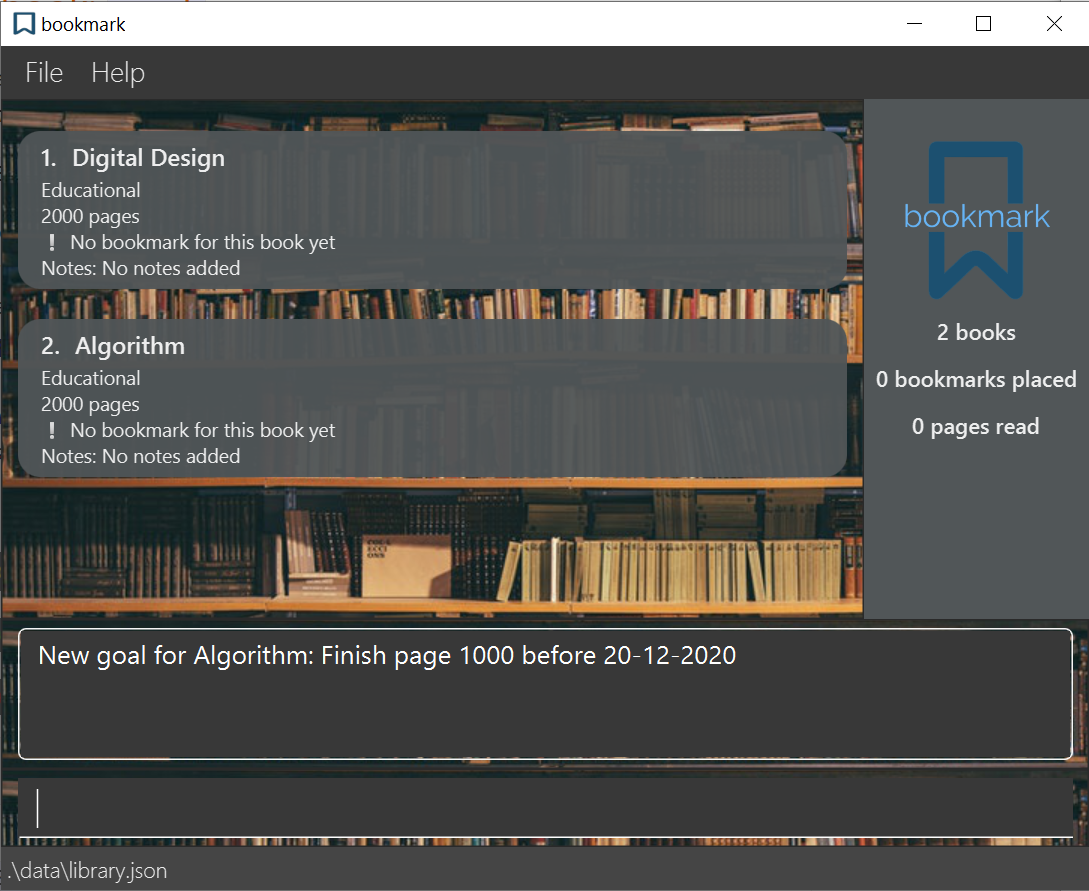 bookmark
File Help
1. Digital Design
Educational
2000 pages
! No bookmark for this book yet
Notes: No notes added
2. Algorithm
Educational
2000 pages
! No bookmark for this book yet
Notes: No notes added
COL·L
ECCI
ONS
bookmark
2 books
0 bookmarks placed
0 pages read
New goal for Algorithm: Finish page 1000 before 20-12-2020
.\data\library.json